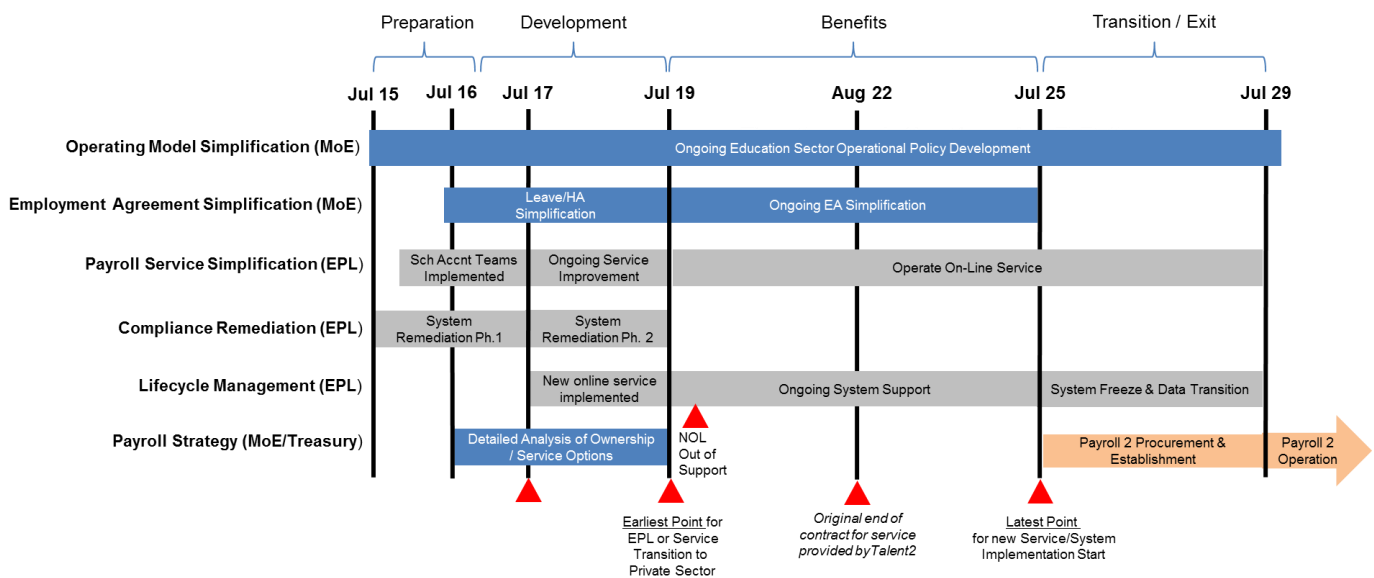 Preparation
Development
Benefits
Transition / Exit
Jul 15
Jul 16
Jul 17
Jul 19
Aug 22
Jul 25
Jul 29
Operating Model Simplification (MoE)
Ongoing Education Sector Operational Policy Development
Employment Agreement Simplification (MoE)
Leave/HA
Simplification
Ongoing EA Simplification
Payroll Service Simplification (EPL)
Sch Accnt Teams
Implemented
Ongoing Service
Improvement
Operate On-Line Service
Compliance Remediation (EPL)
System
Remediation Ph.1
System
Remediation Ph. 2
Lifecycle Management (EPL)
New online service
implemented
Ongoing System Support
System Freeze & Data Transition
Payroll Strategy (MoE/Treasury)
Detailed Analysis of Ownership
/ Service Options
NOL
Out of
Support
Payroll 2 Procurement &
Establishment
Payroll 2
Operation
Earliest Point for
EPL or Service
Transition to
Private Sector
Original end of
contract for service
provided by Talent2
Latest Point
for new Service/System
Implementation Start